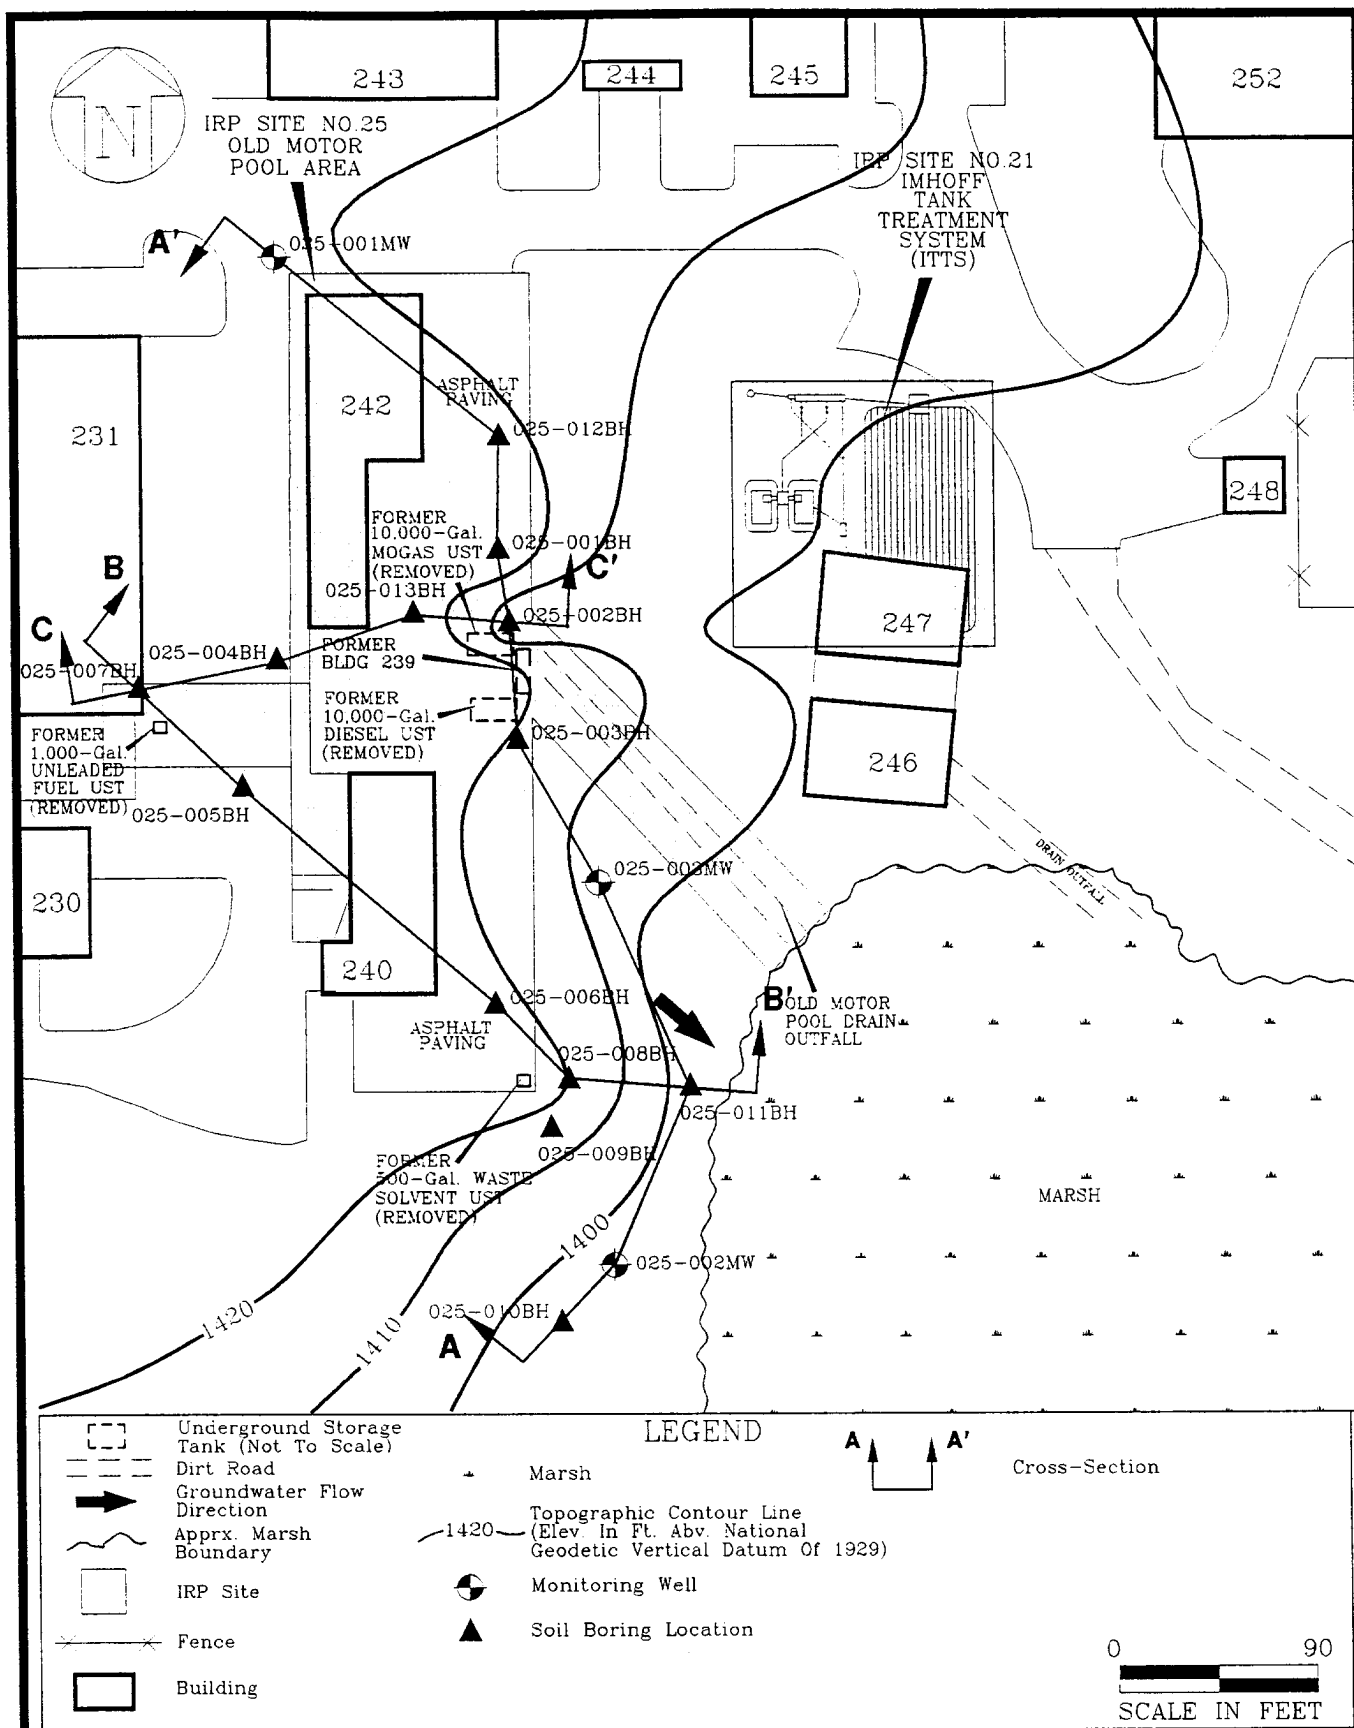 243
244
245
252
N
IRP SITE NO.25
OLD MOTOR
POOL AREA
IRP SITE NO.21
IMHOFF
TANK
TREATMENT
SYSTEM
(ITTS)
A'
025-001MW
ASPHALT
PAVING
242
231
025-012BH
248
FORMER
10,000-Gal.
MOGAS UST
(REMOVED)
025-001BH
B
C'
025-013BH
025-002BH
C
247
025-004BH
FORMER
BLDG 239
025-007BH
FORMER
10,000-Gal.
DIESEL UST
(REMOVED)
025-003BH
FORMER
1,000-Gal.
UNLEADED
FUEL UST
(REMOVED)
246
025-005BH
DRAIN OUTFALL
025-003MW
230
240
025-006BH
B'
OLD MOTOR
POOL DRAIN
OUTFALL
ASPHALT
PAVING
025-008BH
025-011BH
025-009BH
FORMER
500-Gal. WASTE
SOLVENT UST
(REMOVED)
MARSH
1400
025-002MW
1420
025-010BH
1410
A
LEGEND
Underground Storage
Tank (Not To Scale)
Dirt Road
Groundwater Flow
Direction
Apprx. Marsh
Boundary
IRP Site
Fence
Building
Marsh
1420
Topographic Contour Line
(Elev. In Ft. Abv. National
Geodetic Vertical Datum Of 1929)
Monitoring Well
Soil Boring Location
A A'
Cross-Section
0 90
SCALE IN FEET